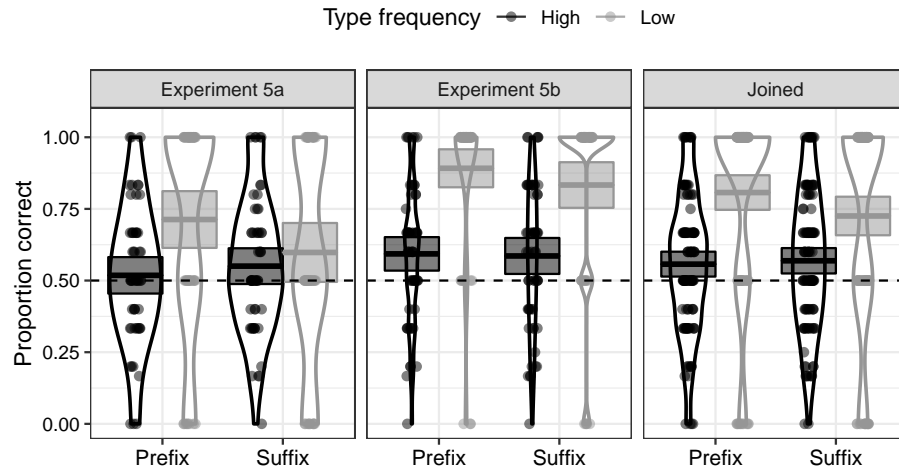 Type frequency High Low
Experiment 5a Experiment 5b Joined
Proportion correct
1.00
0.75
0.50
0.25
0.00
Prefix Suffix Prefix Suffix Prefix Suffix